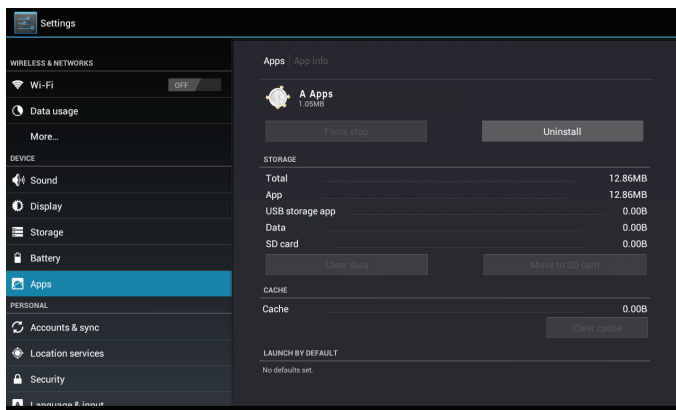 Settings
WIRELESS & NETWORKS
Wi-Fi OFF
Data usage
More...
DEVICE
Sound
Display
Storage
Battery
Apps
PERSONAL
Accounts & sync
Location services
Security
Language & input
Apps | App info
A Apps
1.05MB
Force stop Uninstall
STORAGE
Total 12.86MB
App 12.86MB
USB storage app 0.00B
Data 0.00B
SD card 0.00B
Clear data Move to SD card
CACHE
Cache 0.00B
Clear cache
LAUNCH BY DEFAULT
No defaults set.